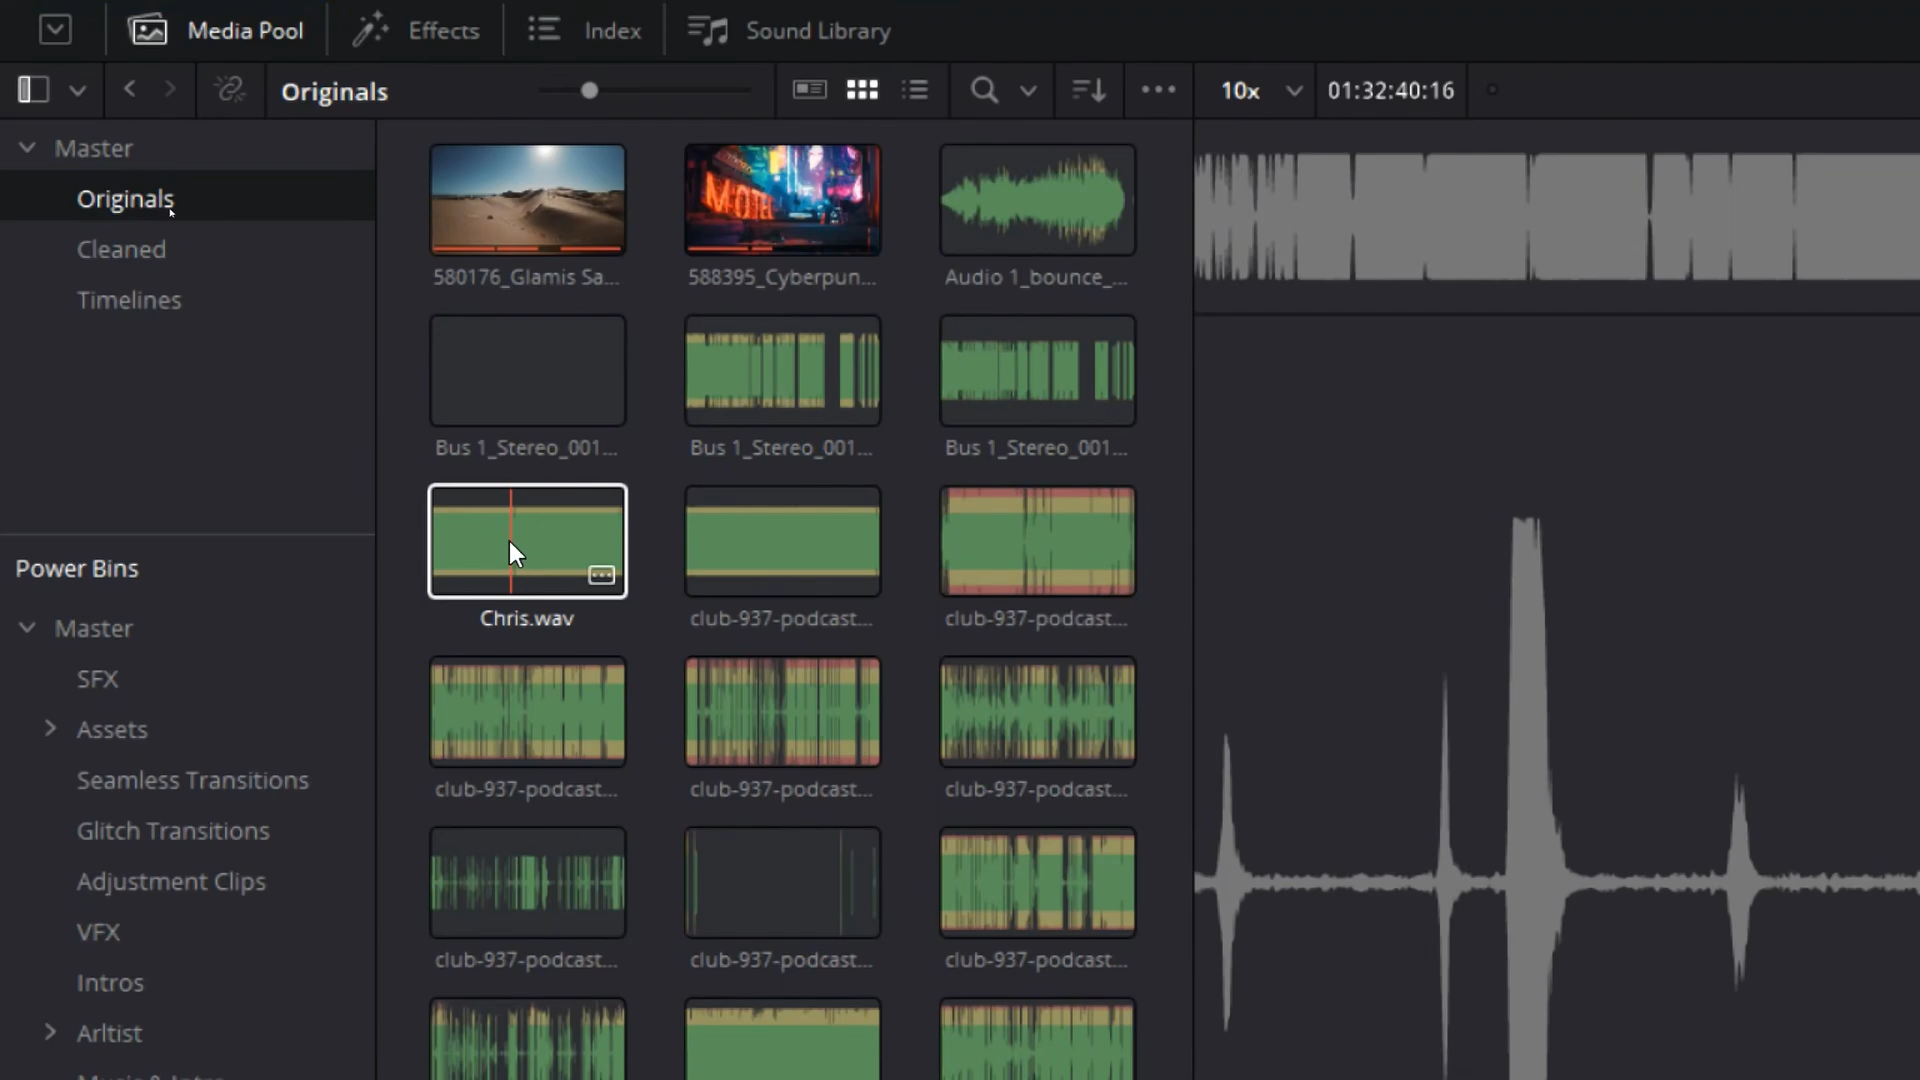 Media Pool
Effects
Index
Sound Library
Originals
10x
01:32:40:16
Master
Originals
Cleaned
Timelines
Power Bins
Master
SFX
Assets
Seamless Transitions
Glitch Transitions
Adjustment Clips
VFX
Intros
Arltist
MOTEL
580176_Glamis Sa...
588395_Cyberpun...
Audio 1_bounce_...
Bus 1_Stereo_001...
Bus 1_Stereo_001...
Bus 1_Stereo_001...
Chris.wav
club-937-podcast...
club-937-podcast...
club-937-podcast...
club-937-podcast...
club-937-podcast...
club-937-podcast...
club-937-podcast...
club-937-podcast...